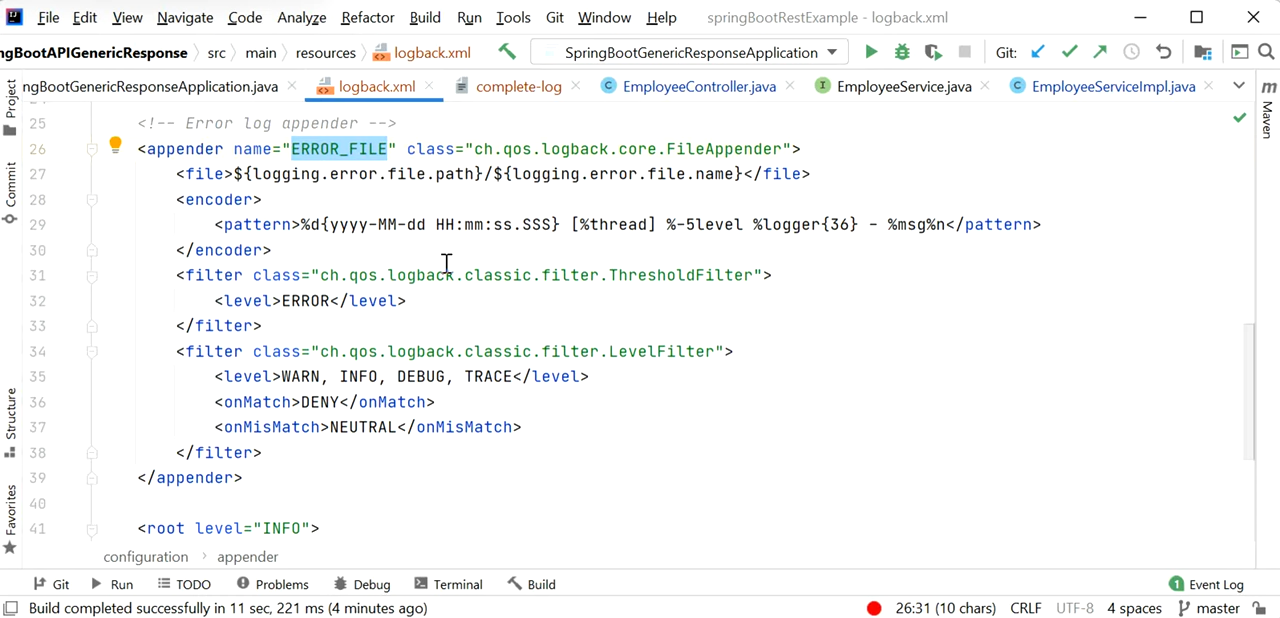 File Edit View Navigate Code Analyze Refactor Build Run Tools Git Window Help springBootRestExample - logback.xml
ngBootAPIGenericResponse src main resources logback.xml SpringBootGenericResponseApplication Git:
ngBootGenericResponseApplication.java logback.xml complete-log EmployeeController.java EmployeeService.java EmployeeServiceImpl.java
Project
Commit
Structure
Favorites
Maven
25 <!-- Error log appender -->
26 <appender name="ERROR_FILE" class="ch.qos.logback.core.FileAppender">
27 <file>${logging.error.file.path}/${logging.error.file.name}</file>
28 <encoder>
29 <pattern>%d{yyyy-MM-dd HH:mm:ss.SSS} [%thread] %-5level %logger{36} - %msg%n</pattern>
30 </encoder>
31 <filter class="ch.qos.logback.classic.filter.ThresholdFilter">
32 <level>ERROR</level>
33 </filter>
34 <filter class="ch.qos.logback.classic.filter.LevelFilter">
35 <level>WARN, INFO, DEBUG, TRACE</level>
36 <onMatch>DENY</onMatch>
37 <onMisMatch>NEUTRAL</onMisMatch>
38 </filter>
39 </appender>
40
41 <root level="INFO">
configuration appender
Git Run TODO Problems Debug Terminal Build 1 Event Log
Build completed successfully in 11 sec, 221 ms (4 minutes ago) 26:31 (10 chars) CRLF UTF-8 4 spaces master